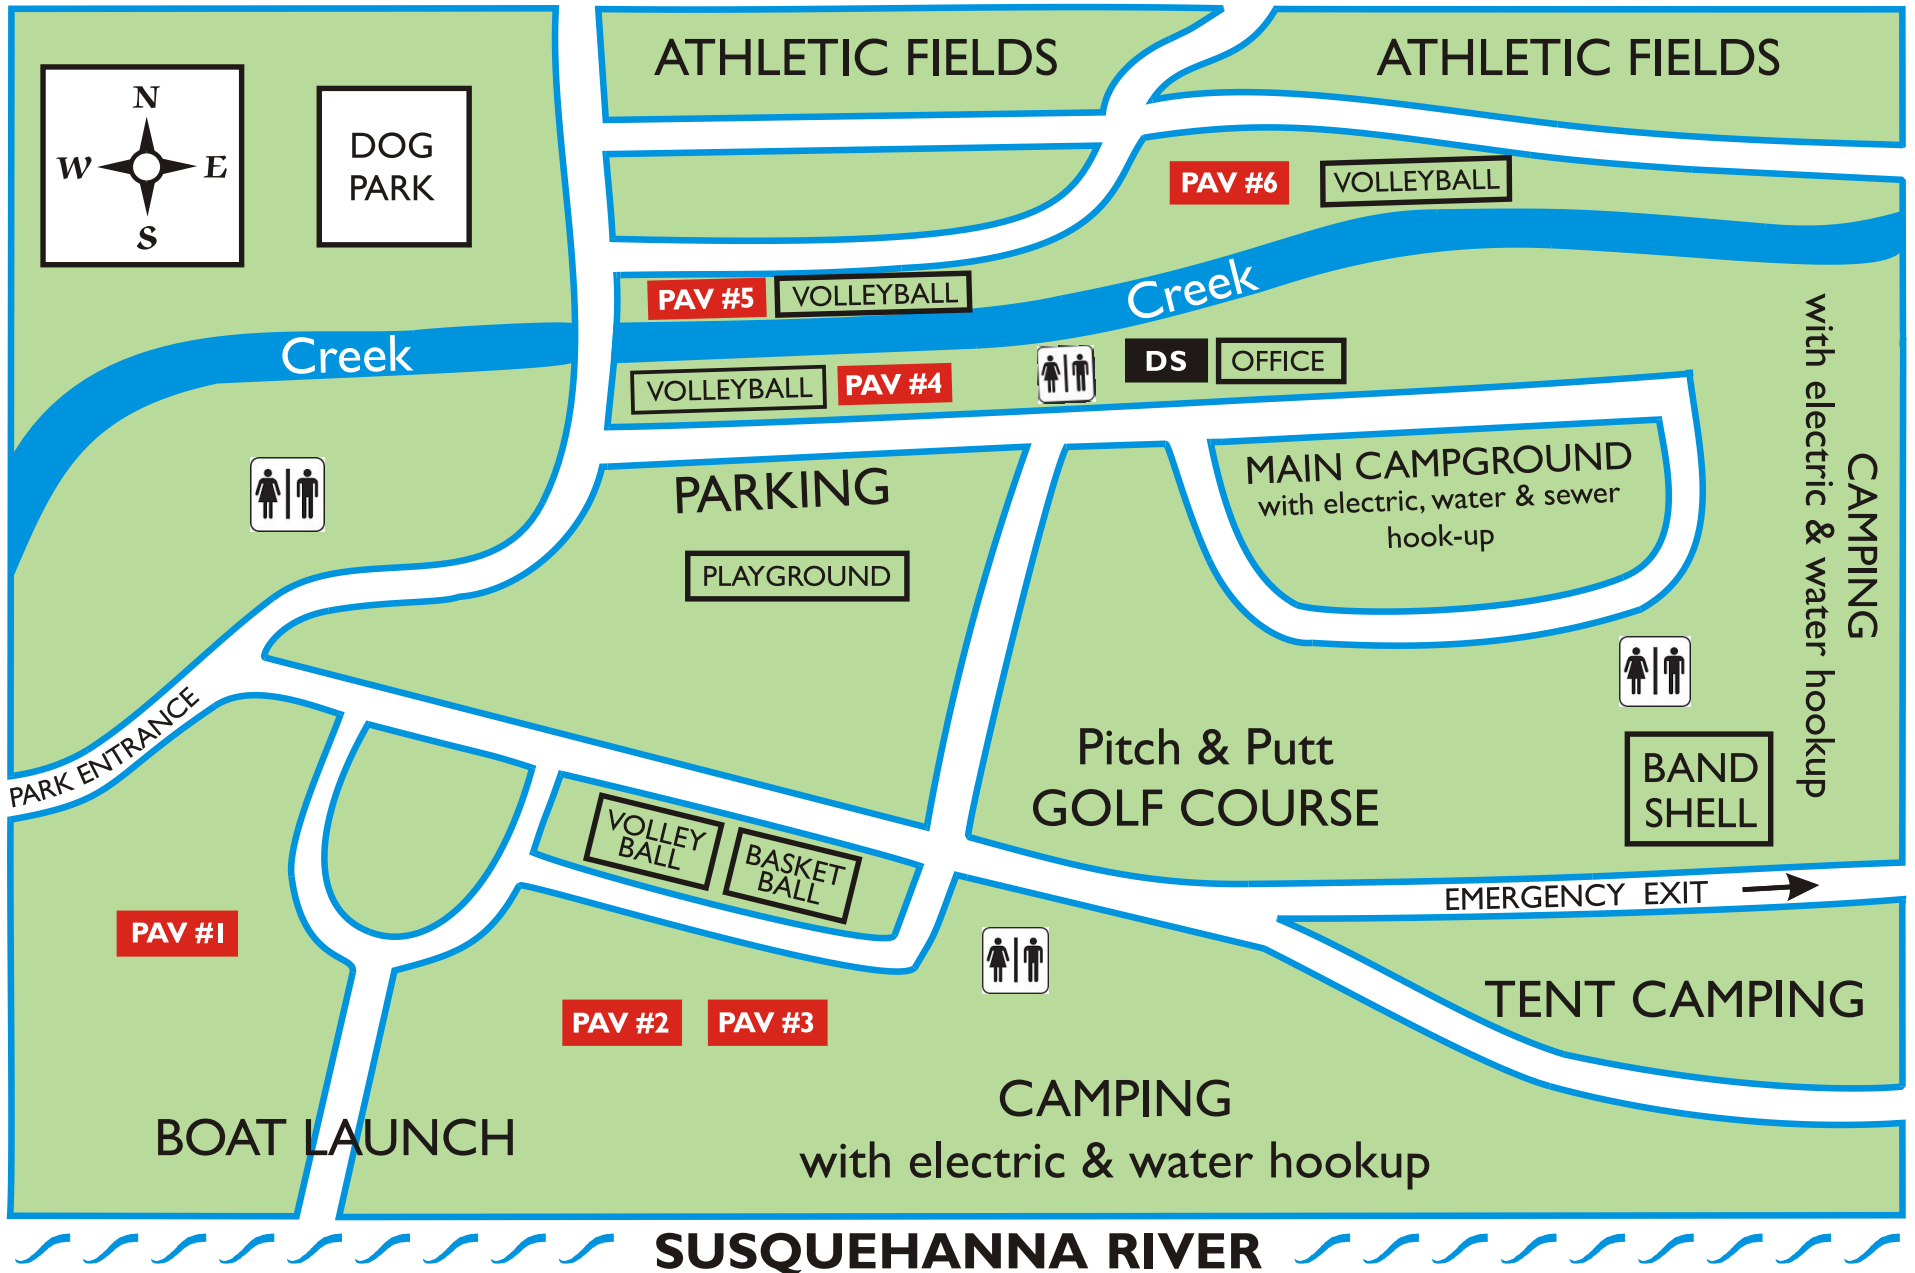 ATHLETIC FIELDS
ATHLETIC FIELDS
N
W
E
S
DOG
PARK
PAV #6
VOLLEYBALL
PAV #5
VOLLEYBALL
Creek
Creek
VOLLEYBALL
PAV #4
DS
OFFICE
MAIN CAMPGROUND
with electric, water & sewer
hook-up
CAMPING
with electric & water hookup
PARKING
PLAYGROUND
PARK ENTRANCE
Pitch & Putt
GOLF COURSE
BAND
SHELL
VOLLEY
BALL
BASKET
BALL
EMERGENCY EXIT
PAV #1
PAV #2
PAV #3
TENT CAMPING
BOAT LAUNCH
CAMPING
with electric & water hookup
SUSQUEHANNA RIVER